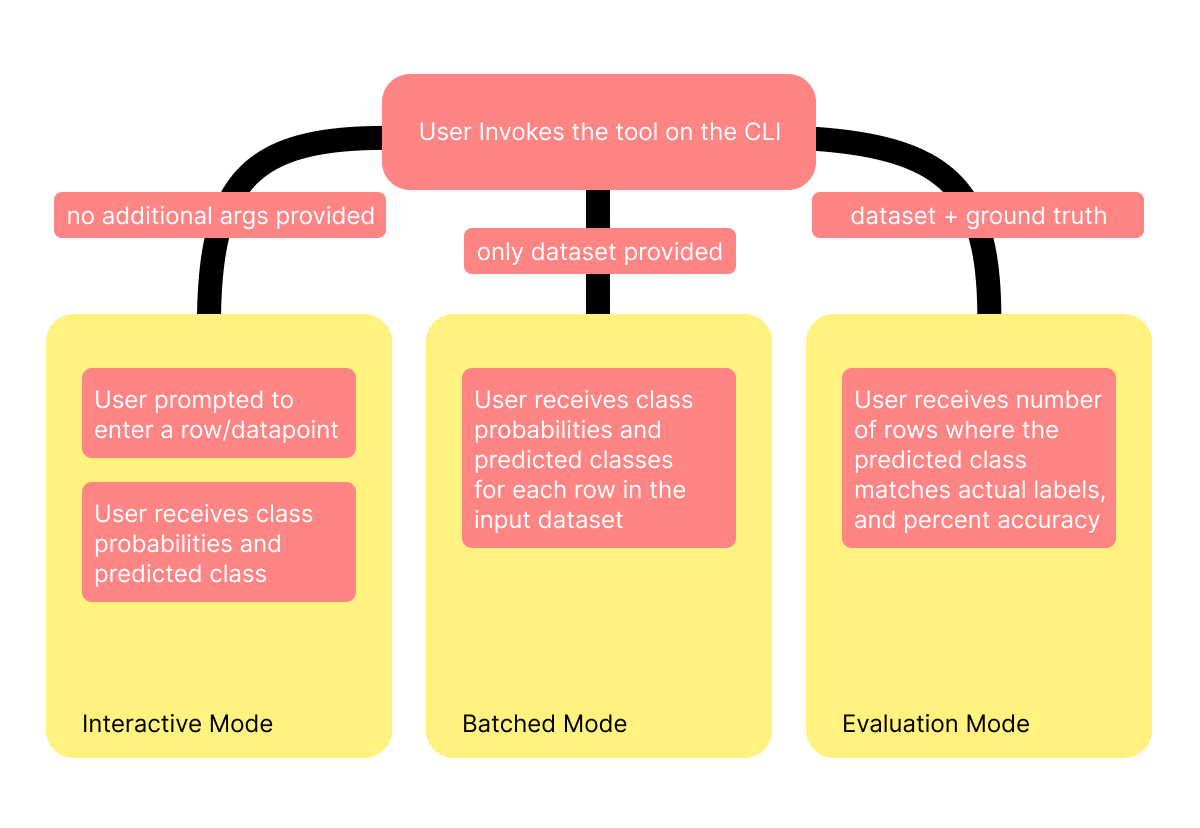 User Invokes the tool on the CLI
no additional args provided
only dataset provided
dataset + ground truth
User prompted to
enter a row/datapoint
User receives class
probabilities and
predicted class
Interactive Mode
User receives class
probabilities and
predicted classes
for each row in the
input dataset
Batched Mode
User receives number
of rows where the
predicted class
matches actual labels,
and percent accuracy
Evaluation Mode